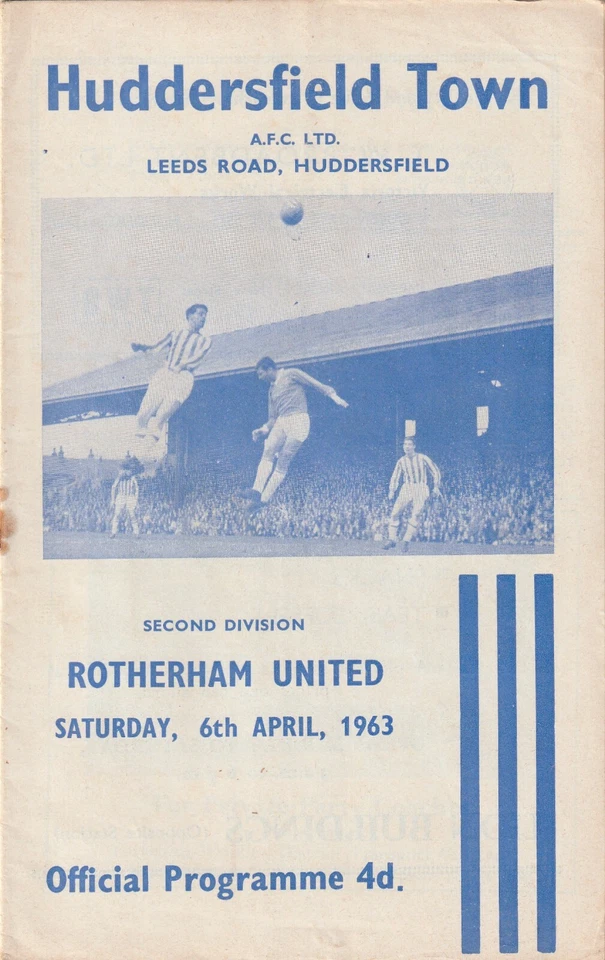 Huddersfield Town
A.F.C. LTD.
LEEDS ROAD, HUDDERSFIELD
SECOND DIVISION
ROTHERHAM UNITED
SATURDAY, 6th APRIL, 1963
Official Programme 4d.